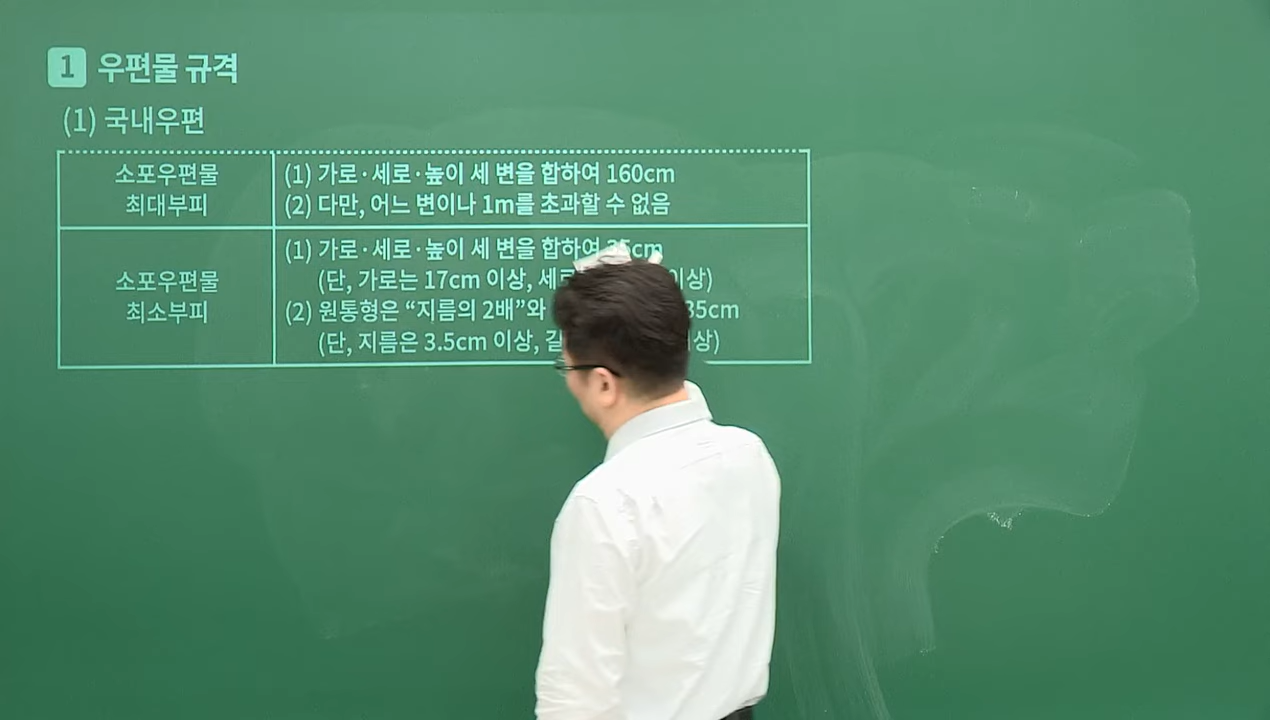 1 우편물 규격
(1) 국내우편
소포우편물
최대부피
(1) 가로·세로·높이 세 변을 합하여 160cm
(2) 다만, 어느 변이나 1m를 초과할 수 없음
소포우편물
최소부피
(1) 가로·세로·높이 세 변을 합하여 35cm
(단, 가로는 17cm 이상, 이상)
(2) 원통형은 “지름의 2배”와 35cm
(단, 지름은 3.5cm 이상,